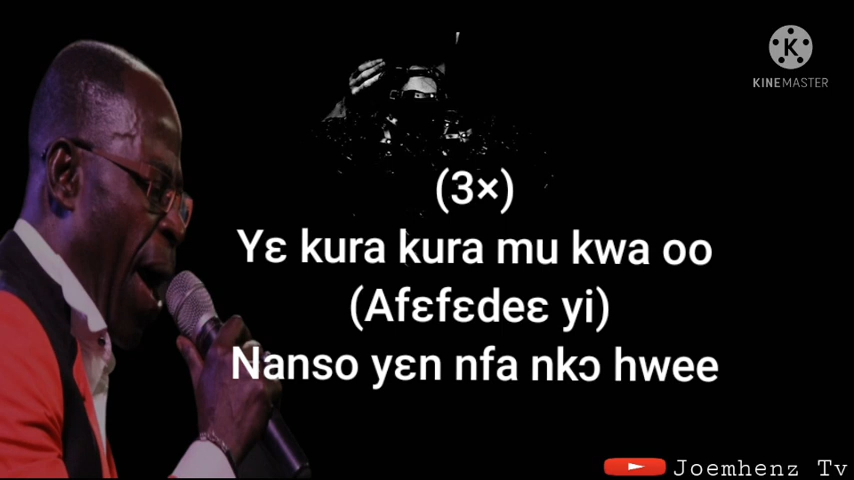 K
KINEMASTER
(3×)
Yɛ kura kura mu kwa oo
(Afɛfɛdeɛ yi)
Nanso yɛn nfa nkɔ hwee
Joemhenz Tv